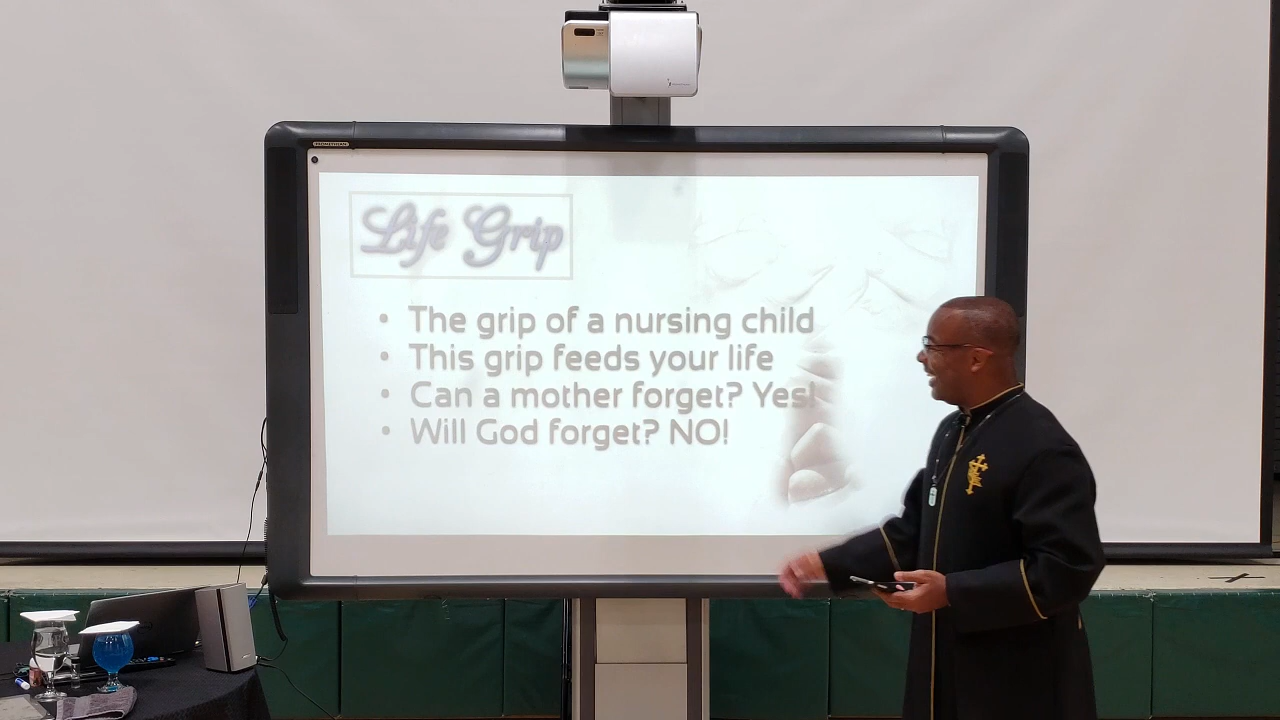 PROMETHEAN
Life Grip
• The grip of a nursing child
• This grip feeds your life
• Can a mother forget? Yes!
• Will God forget? NO!